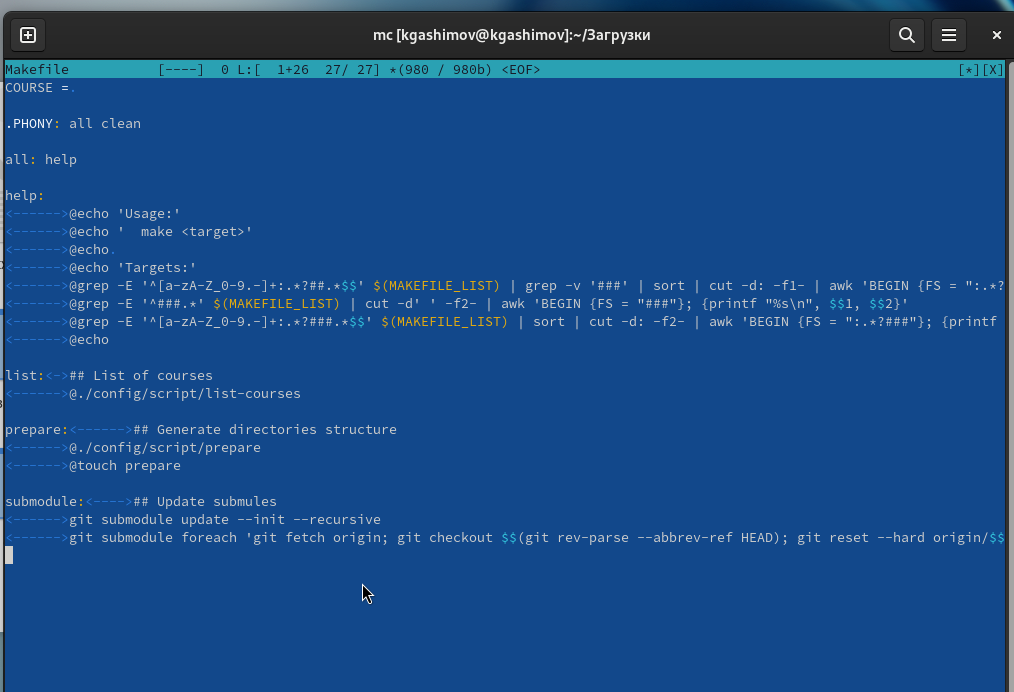 mc [kgashimov@kgashimov]:~/Загрузки
Makefile [----] 0 L:[ 1+26 27/ 27] *(980 / 980b) <EOF> [*][X]
COURSE =.
.PHONY: all clean
all: help
help:
<------>@echo 'Usage:'
<------>@echo '  make <target>'
<------>@echo.
<------>@echo 'Targets:'
<------>@grep -E '^[a-zA-Z_0-9.-]+:.*?##.*$$' $(MAKEFILE_LIST) | grep -v '###' | sort | cut -d: -f1- | awk 'BEGIN {FS = ":.*?
<------>@grep -E '^###.*' $(MAKEFILE_LIST) | cut -d' ' -f2- | awk 'BEGIN {FS = "###"}; {printf "%s\n", $$1, $$2}'
<------>@grep -E '^[a-zA-Z_0-9.-]+:.*?###.*$$' $(MAKEFILE_LIST) | sort | cut -d: -f2- | awk 'BEGIN {FS = ":.*?###"}; {printf
<------>@echo
list:<->## List of courses
<------>@./config/script/list-courses
prepare:<------>## Generate directories structure
<------>@./config/script/prepare
<------>@touch prepare
submodule:<---->## Update submules
<------>git submodule update --init --recursive
<------>git submodule foreach 'git fetch origin; git checkout $$(git rev-parse --abbrev-ref HEAD); git reset --hard origin/$$